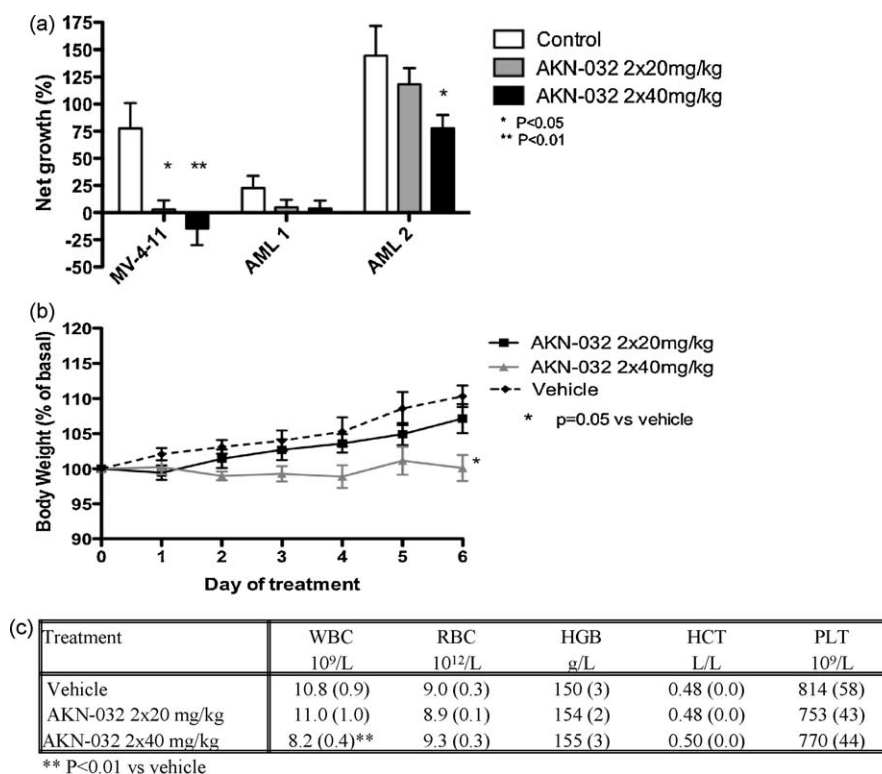 (a)
Net growth (%)
175
150
125
100
75
50
25
0
-25
-50
* **
*
MV-4-11 AML 1 AML 2
Control
AKN-032 2x20mg/kg
AKN-032 2x40mg/kg
* P<0.05
** P<0.01
(b)
Body Weight (% of basal)
120
115
110
105
100
95
90
0 1 2 3 4 5 6
Day of treatment
*
AKN-032 2x20mg/kg
AKN-032 2x40mg/kg
Vehicle
* p=0.05 vs vehicle
(c)
Treatment WBC RBC HGB HCT PLT
10⁹/L 10¹²/L g/L L/L 10⁹/L
Vehicle 10.8 (0.9) 9.0 (0.3) 150 (3) 0.48 (0.0) 814 (58)
AKN-032 2x20 mg/kg 11.0 (1.0) 8.9 (0.1) 154 (2) 0.48 (0.0) 753 (43)
AKN-032 2x40 mg/kg 8.2 (0.4)** 9.3 (0.3) 155 (3) 0.50 (0.0) 770 (44)
** P<0.01 vs vehicle